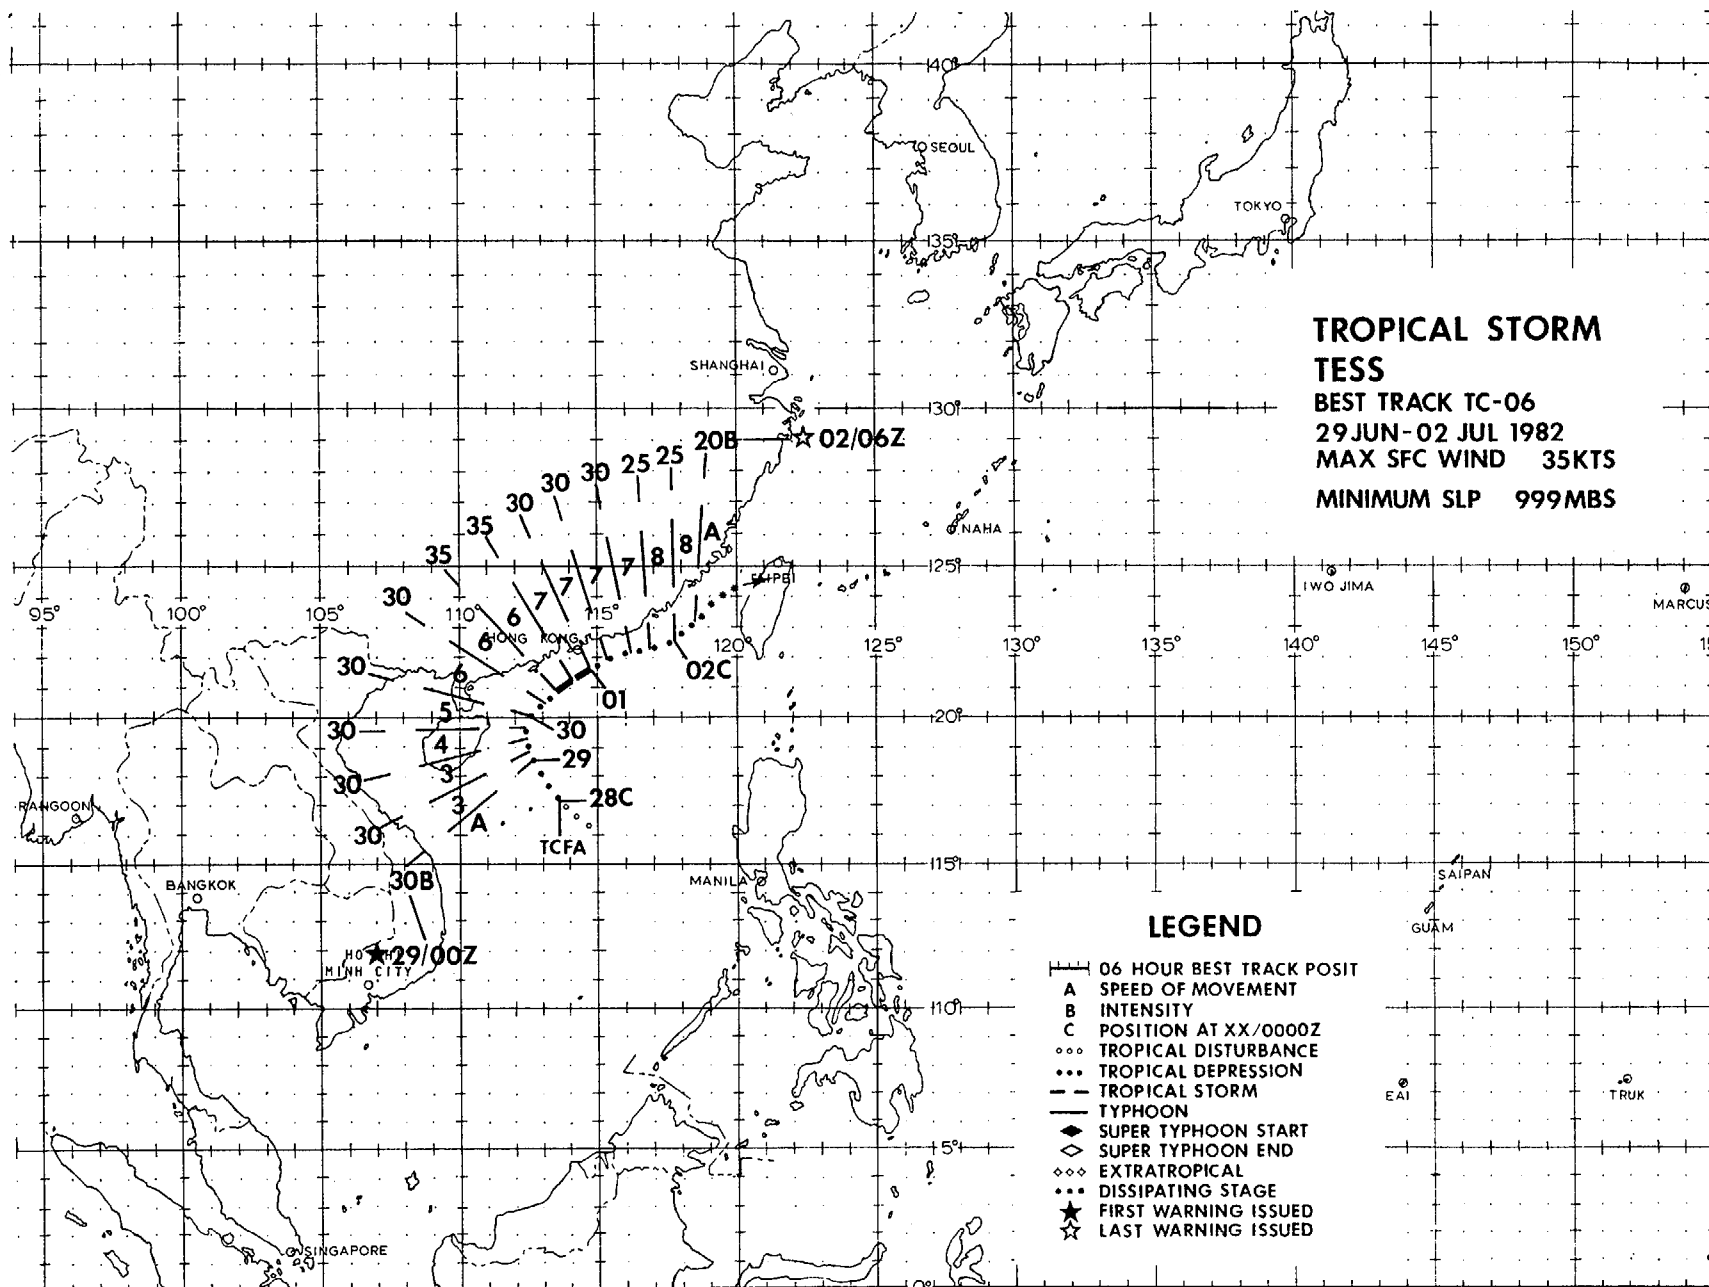 40°
SEOUL
TOKYO
35°
TROPICAL STORM
TESS
BEST TRACK TC-06
29 JUN-02 JUL 1982
MAX SFC WIND 35KTS
MINIMUM SLP 999MBS
SHANGHAI
30°
20B
02/06Z
25
25
30
30
30
35
35
30
30
30
30
30
30B
NAHA
A
8
8
7
7
7
7
6
6
6
5
4
3
3
A
25°
TAIPEI
IWO JIMA
MARCUS
95°
100°
105°
110°
115°
120°
125°
130°
135°
140°
145°
150°
HONG KONG
02C
01
20°
30
29
28C
TCFA
RANGOON
15°
BANGKOK
MANILA
SAIPAN
GUAM
29/00Z
HO CHI
MINH CITY
10°
LEGEND
06 HOUR BEST TRACK POSIT
A SPEED OF MOVEMENT
B INTENSITY
C POSITION AT XX/0000Z
TROPICAL DISTURBANCE
TROPICAL DEPRESSION
TROPICAL STORM
TYPHOON
SUPER TYPHOON START
SUPER TYPHOON END
EXTRATROPICAL
DISSIPATING STAGE
FIRST WARNING ISSUED
LAST WARNING ISSUED
EAI
TRUK
5°
SINGAPORE
0°